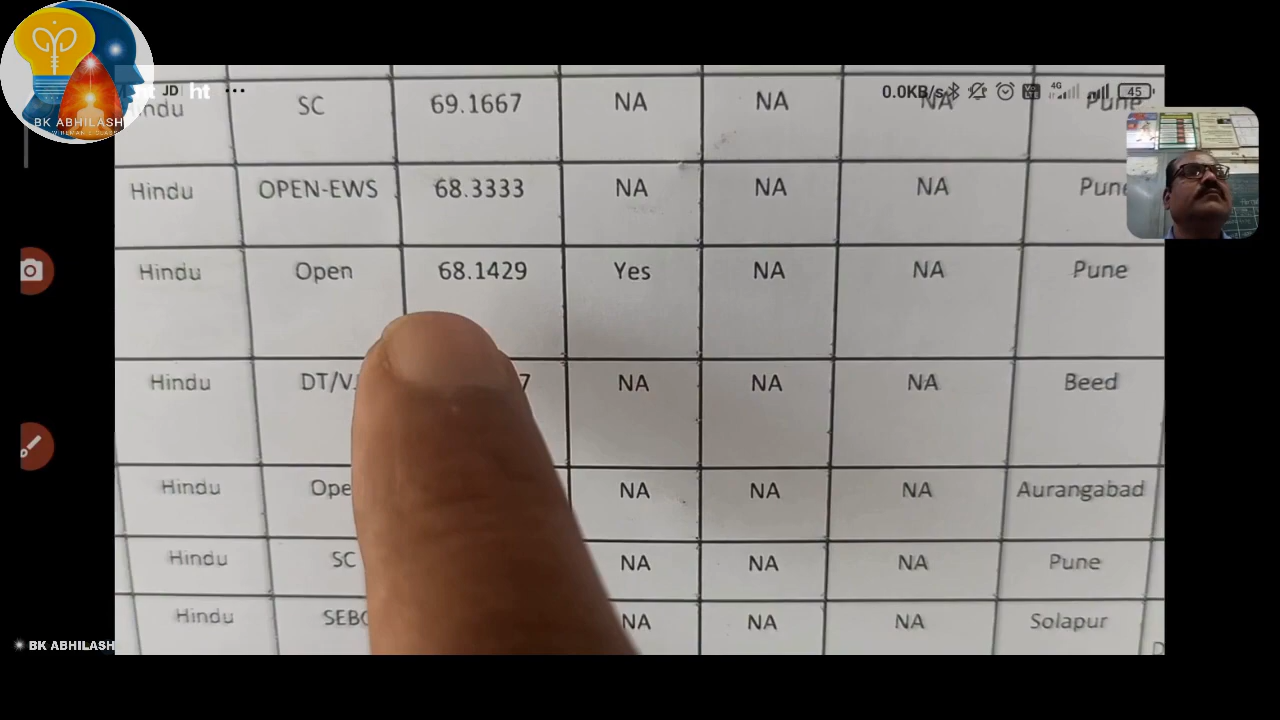 JD ht ...
0.0KB/s 4G 45
BK ABHILASH
Hindu SC 69.1667 NA NA NA Pune
Hindu OPEN-EWS 68.3333 NA NA NA Pune
Hindu Open 68.1429 Yes NA NA Pune
Hindu DT/VJ 7 NA NA NA Beed
Hindu Ope NA NA NA Aurangabad
Hindu SC NA NA NA Pune
Hindu SEBC NA NA NA Solapur
BK ABHILASH